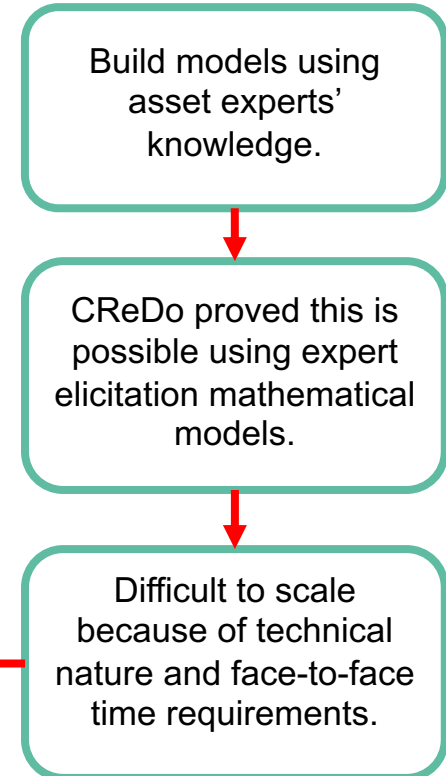 Build models using
asset experts’
knowledge.
CReDo proved this is
possible using expert
elicitation mathematical
models.
Difficult to scale
because of technical
nature and face-to-face
time requirements.